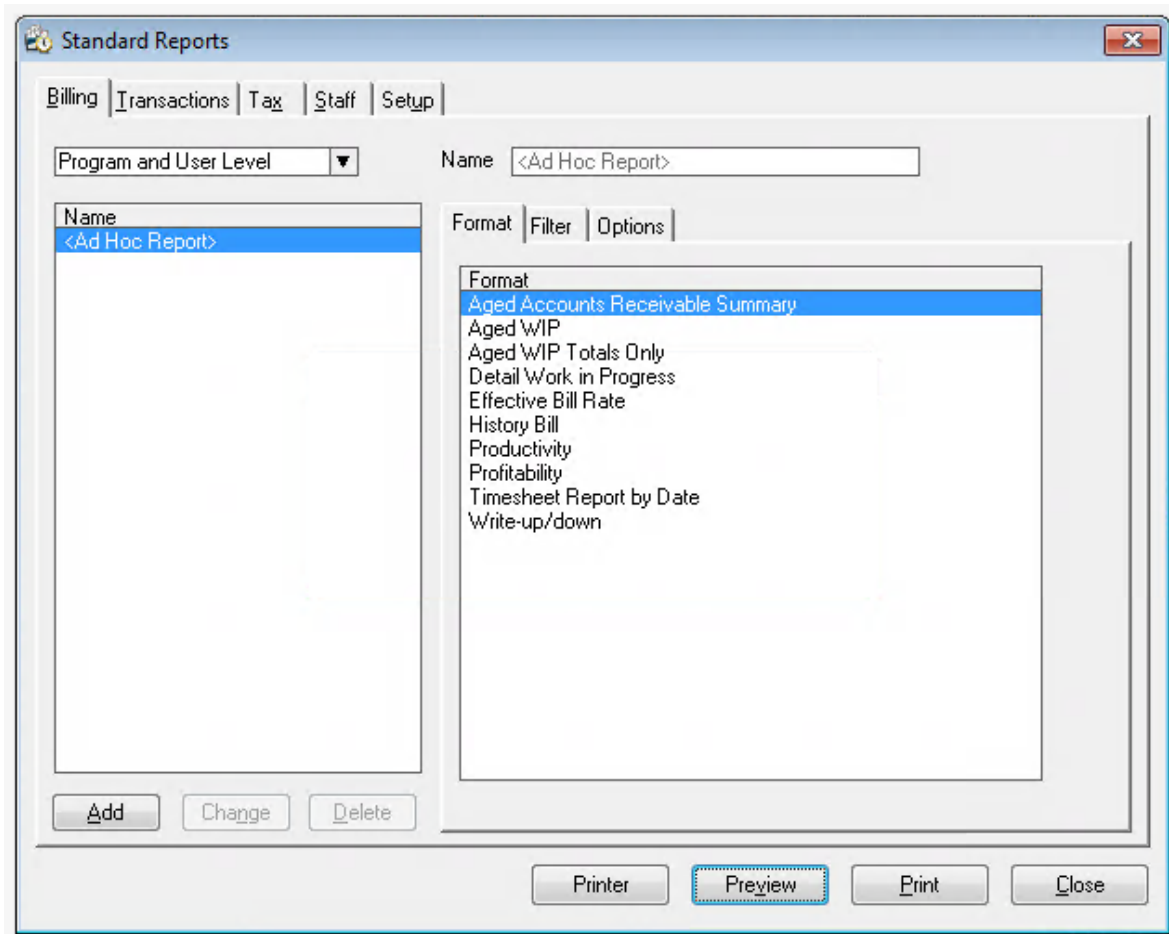 Standard Reports
Billing Transactions Tax Staff Setup
Program and User Level
Name <Ad Hoc Report>
Name
<Ad Hoc Report>
Format Filter Options
Format
Aged Accounts Receivable Summary
Aged WIP
Aged WIP Totals Only
Detail Work in Progress
Effective Bill Rate
History Bill
Productivity
Profitability
Timesheet Report by Date
Write-up/down
Add Change Delete
Printer Preview Print Close